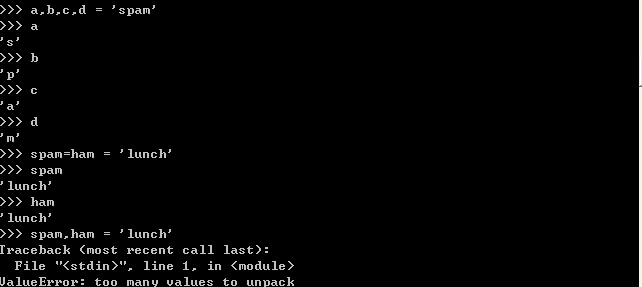 >>> a,b,c,d = 'spam'
>>> a
's'
>>> b
'p'
>>> c
'a'
>>> d
'm'
>>> spam=ham = 'lunch'
>>> spam
'lunch'
>>> ham
'lunch'
>>> spam,ham = 'lunch'
Traceback (most recent call last):
  File "<stdin>", line 1, in <module>
ValueError: too many values to unpack